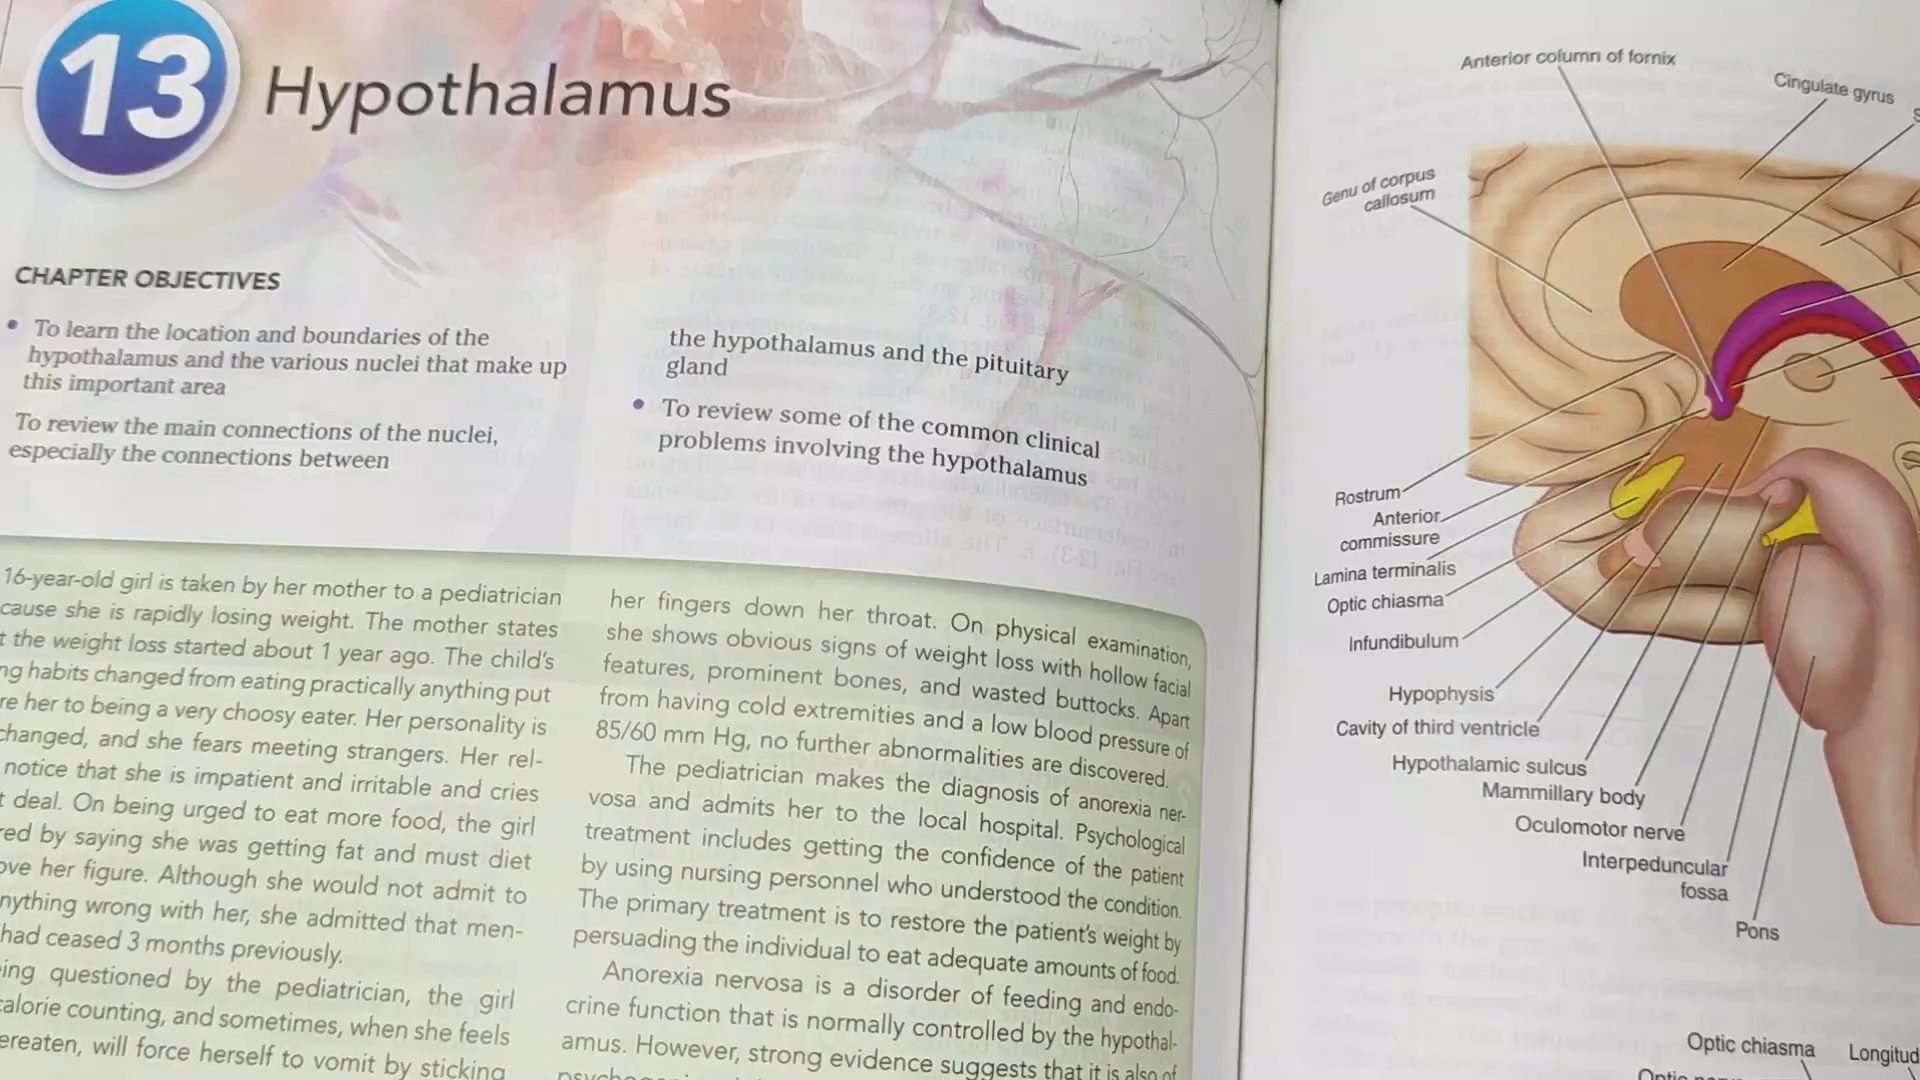 13
Hypothalamus
CHAPTER OBJECTIVES
• To learn the location and boundaries of the
hypothalamus and the various nuclei that make up
this important area
To review the main connections of the nuclei,
especially the connections between
the hypothalamus and the pituitary
gland
• To review some of the common clinical
problems involving the hypothalamus
16-year-old girl is taken by her mother to a pediatrician
cause she is rapidly losing weight. The mother states
t the weight loss started about 1 year ago. The child's
ng habits changed from eating practically anything put
re her to being a very choosy eater. Her personality is
changed, and she fears meeting strangers. Her rel-
notice that she is impatient and irritable and cries
t deal. On being urged to eat more food, the girl
red by saying she was getting fat and must diet
ove her figure. Although she would not admit to
nything wrong with her, she admitted that men-
had ceased 3 months previously.
ing questioned by the pediatrician, the girl
calorie counting, and sometimes, when she feels
ereaten, will force herself to vomit by sticking
her fingers down her throat. On physical examination,
she shows obvious signs of weight loss with hollow facial
features, prominent bones, and wasted buttocks. Apart
from having cold extremities and a low blood pressure of
85/60 mm Hg, no further abnormalities are discovered.
The pediatrician makes the diagnosis of anorexia ner-
vosa and admits her to the local hospital. Psychological
treatment includes getting the confidence of the patient
by using nursing personnel who understood the condition.
The primary treatment is to restore the patient's weight by
persuading the individual to eat adequate amounts of food.
Anorexia nervosa is a disorder of feeding and endo-
crine function that is normally controlled by the hypothal-
amus. However, strong evidence suggests that it is also of
Anterior column of fornix
Cingulate gyrus
S
Genu of corpus
callosum
Rostrum
Anterior
commissure
Lamina terminalis
Optic chiasma
Infundibulum
Hypophysis
Cavity of third ventricle
Hypothalamic sulcus
Mammillary body
Oculomotor nerve
Interpeduncular
fossa
Pons
Optic chiasma
Longitud